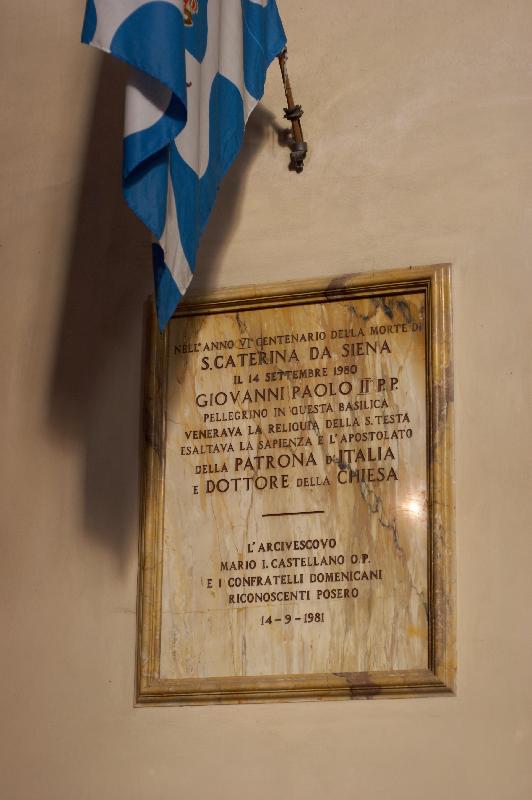 NELL'ANNO VI CENTENARIO DELLA MORTE DI
S. CATERINA DA SIENA
IL 14 SETTEMBRE 1980
GIOVANNI PAOLO II P.P.
PELLEGRINO IN QUESTA BASILICA
VENERAVA LA RELIQUIA DELLA S. TESTA
ESALTAVA LA SAPIENZA E L'APOSTOLATO
DELLA PATRONA D'ITALIA
E DOTTORE DELLA CHIESA
L'ARCIVESCOVO
MARIO I. CASTELLANO O.P.
E I CONFRATELLI DOMENICANI
RICONOSCENTI POSERO
14-9-1981